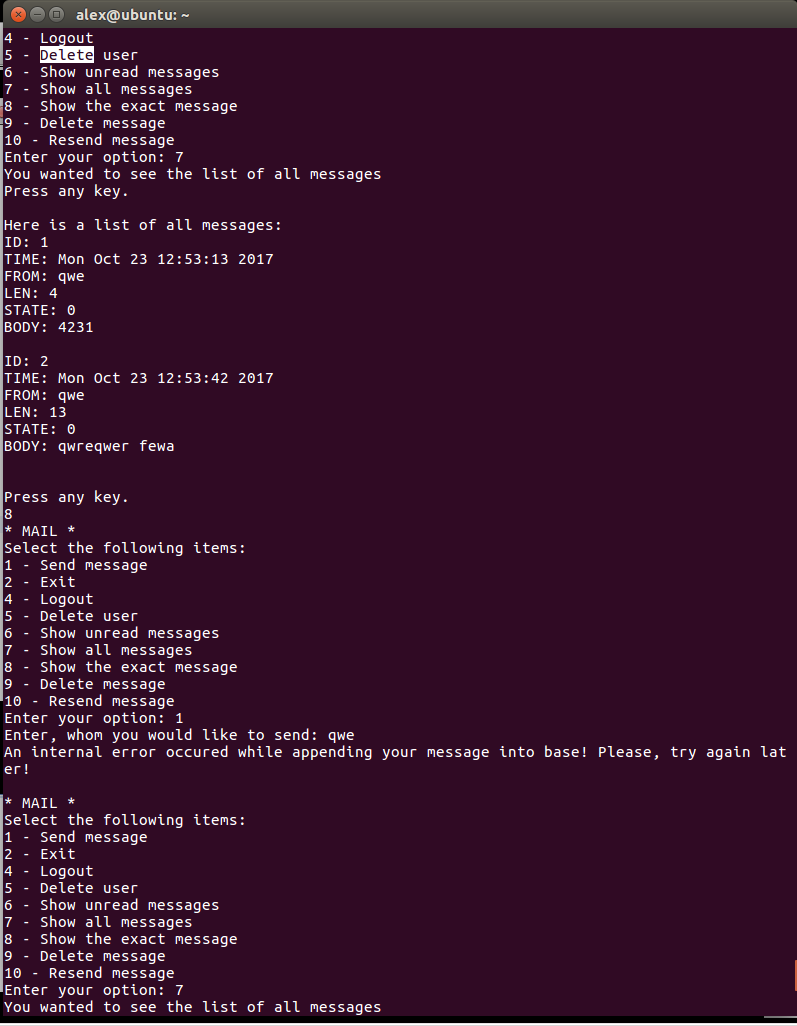 alex@ubuntu: ~
4 - Logout
5 - Delete user
6 - Show unread messages
7 - Show all messages
8 - Show the exact message
9 - Delete message
10 - Resend message
Enter your option: 7
You wanted to see the list of all messages
Press any key.
Here is a list of all messages:
ID: 1
TIME: Mon Oct 23 12:53:13 2017
FROM: qwe
LEN: 4
STATE: 0
BODY: 4231
ID: 2
TIME: Mon Oct 23 12:53:42 2017
FROM: qwe
LEN: 13
STATE: 0
BODY: qwreqwer fewa
Press any key.
8
* MAIL *
Select the following items:
1 - Send message
2 - Exit
4 - Logout
5 - Delete user
6 - Show unread messages
7 - Show all messages
8 - Show the exact message
9 - Delete message
10 - Resend message
Enter your option: 1
Enter, whom you would like to send: qwe
An internal error occured while appending your message into base! Please, try again lat
er!
* MAIL *
Select the following items:
1 - Send message
2 - Exit
4 - Logout
5 - Delete user
6 - Show unread messages
7 - Show all messages
8 - Show the exact message
9 - Delete message
10 - Resend message
Enter your option: 7
You wanted to see the list of all messages